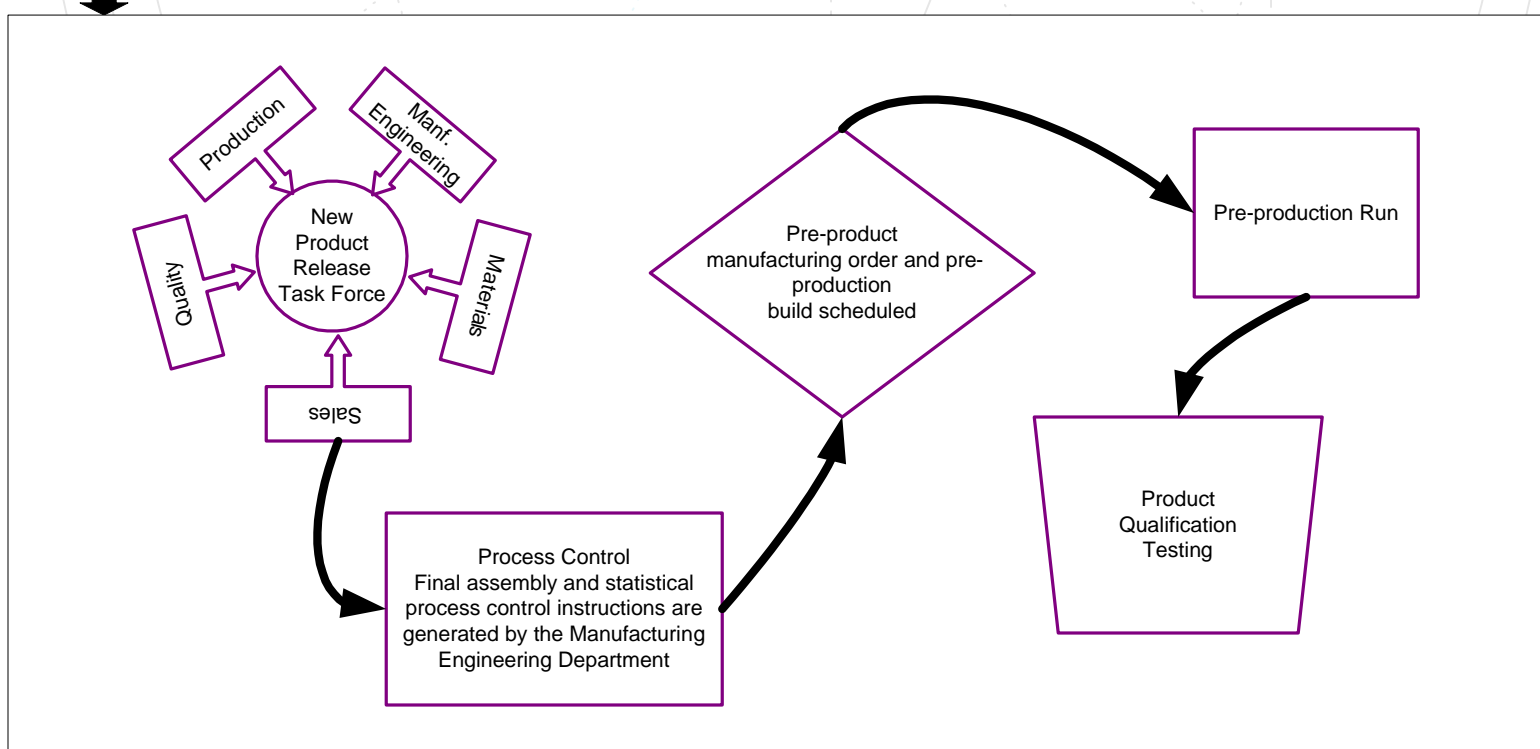 Production
Manf.
Engineering
Quality
New
Product
Release
Task Force
Materials
Sales
Process Control
Final assembly and statistical
process control instructions are
generated by the Manufacturing
Engineering Department
Pre-product
manufacturing order and pre-
production
build scheduled
Pre-production Run
Product
Qualification
Testing